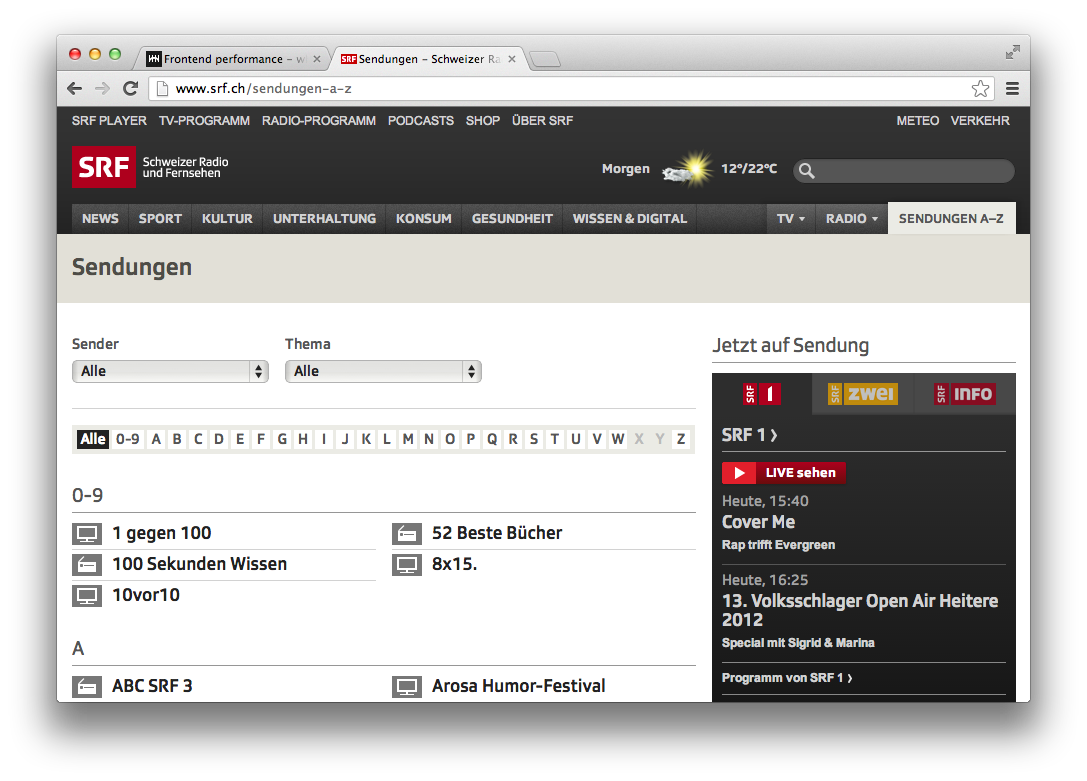 Frontend performance – w
SRF Sendungen – Schweizer Ra
www.srf.ch/sendungen-a-z
SRF PLAYER TV-PROGRAMM RADIO-PROGRAMM PODCASTS SHOP ÜBER SRF METEO VERKEHR
SRF Schweizer Radio
und Fernsehen
Morgen 12°/22°C
NEWS SPORT KULTUR UNTERHALTUNG KONSUM GESUNDHEIT WISSEN & DIGITAL TV RADIO SENDUNGEN A–Z
Sendungen
Sender Thema
Alle Alle
Alle 0-9 A B C D E F G H I J K L M N O P Q R S T U V W X Y Z
0-9
1 gegen 100 52 Beste Bücher
100 Sekunden Wissen 8x15.
10vor10
A
ABC SRF 3 Arosa Humor-Festival
Jetzt auf Sendung
SRF 1 SRF zwei SRF info
SRF 1 ❯
LIVE sehen
Heute, 15:40
Cover Me
Rap trifft Evergreen
Heute, 16:25
13. Volksschlager Open Air Heitere
2012
Special mit Sigrid & Marina
Programm von SRF 1 ❯